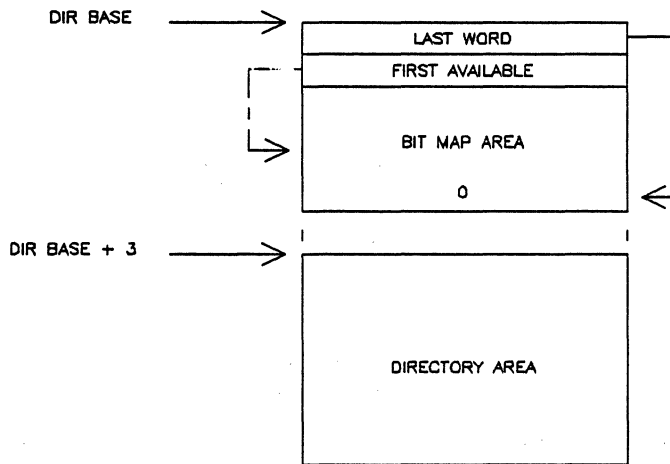 DIR BASE
LAST WORD
FIRST AVAILABLE
BIT MAP AREA
0
DIR BASE + 3
DIRECTORY AREA